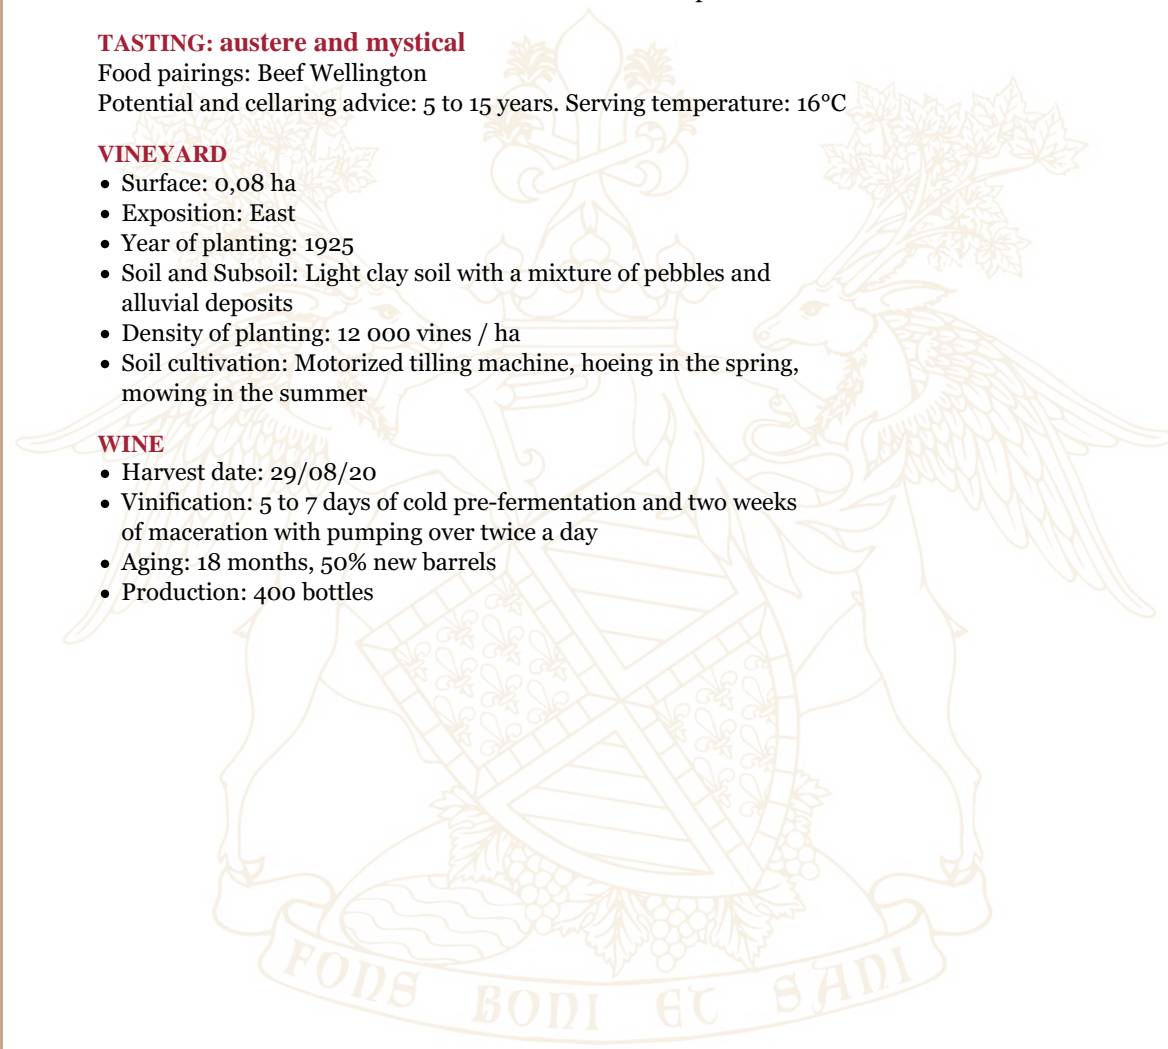 TASTING: austere and mystical
Food pairings: Beef Wellington
Potential and cellaring advice: 5 to 15 years. Serving temperature: 16°C
VINEYARD
• Surface: 0,08 ha
• Exposition: East
• Year of planting: 1925
• Soil and Subsoil: Light clay soil with a mixture of pebbles and
alluvial deposits
• Density of planting: 12 000 vines / ha
• Soil cultivation: Motorized tilling machine, hoeing in the spring,
mowing in the summer
WINE
• Harvest date: 29/08/20
• Vinification: 5 to 7 days of cold pre-fermentation and two weeks
of maceration with pumping over twice a day
• Aging: 18 months, 50% new barrels
• Production: 400 bottles
FONS BONI ET SANI